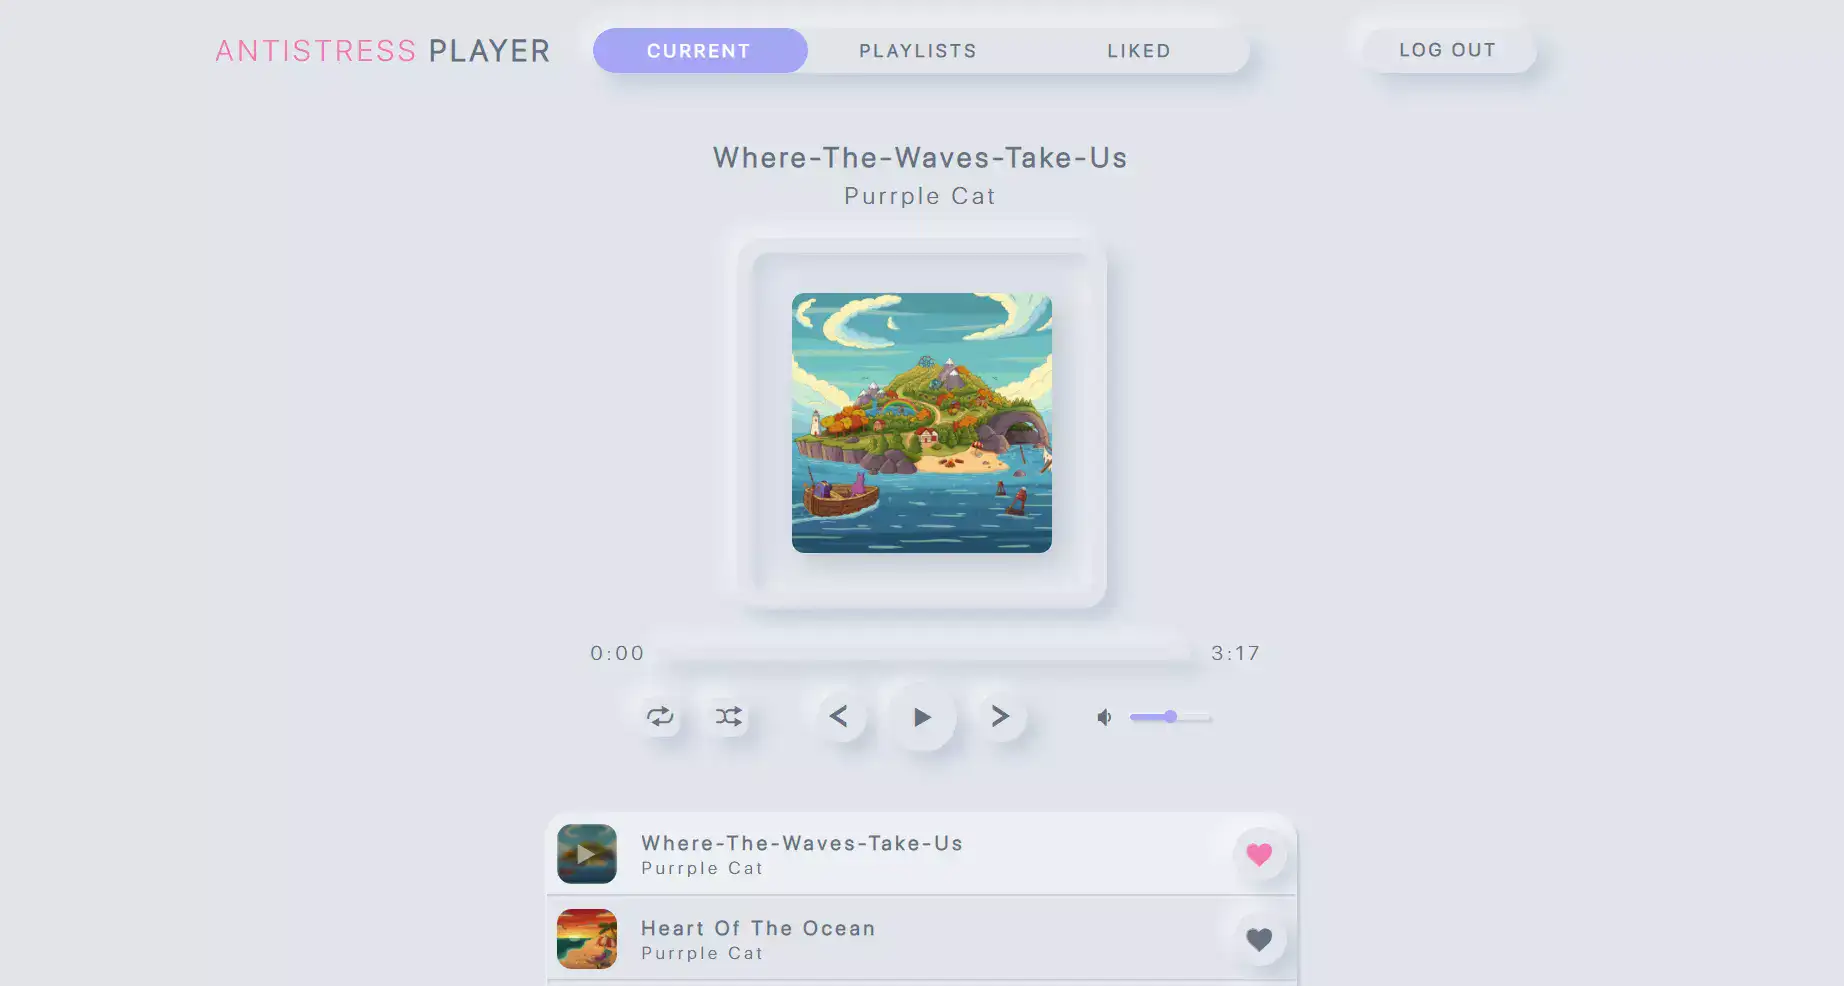 ANTISTRESS PLAYER
CURRENT
PLAYLISTS
LIKED
LOG OUT
Where-The-Waves-Take-Us
Purrple Cat
0:00
3:17
Where-The-Waves-Take-Us
Purrple Cat
Heart Of The Ocean
Purrple Cat